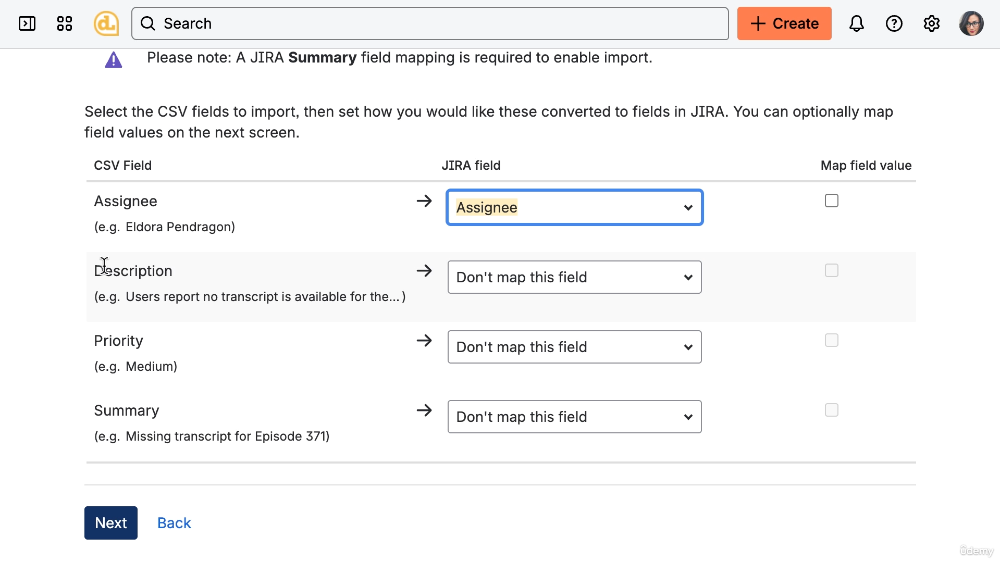 Search
Create
Please note: A JIRA Summary field mapping is required to enable import.
Select the CSV fields to import, then set how you would like these converted to fields in JIRA. You can optionally map
field values on the next screen.
CSV Field JIRA field Map field value
Assignee Assignee
(e.g. Eldora Pendragon)
Description Don't map this field
(e.g. Users report no transcript is available for the... )
Priority Don't map this field
(e.g. Medium)
Summary Don't map this field
(e.g. Missing transcript for Episode 371)
Next Back
ûdemy